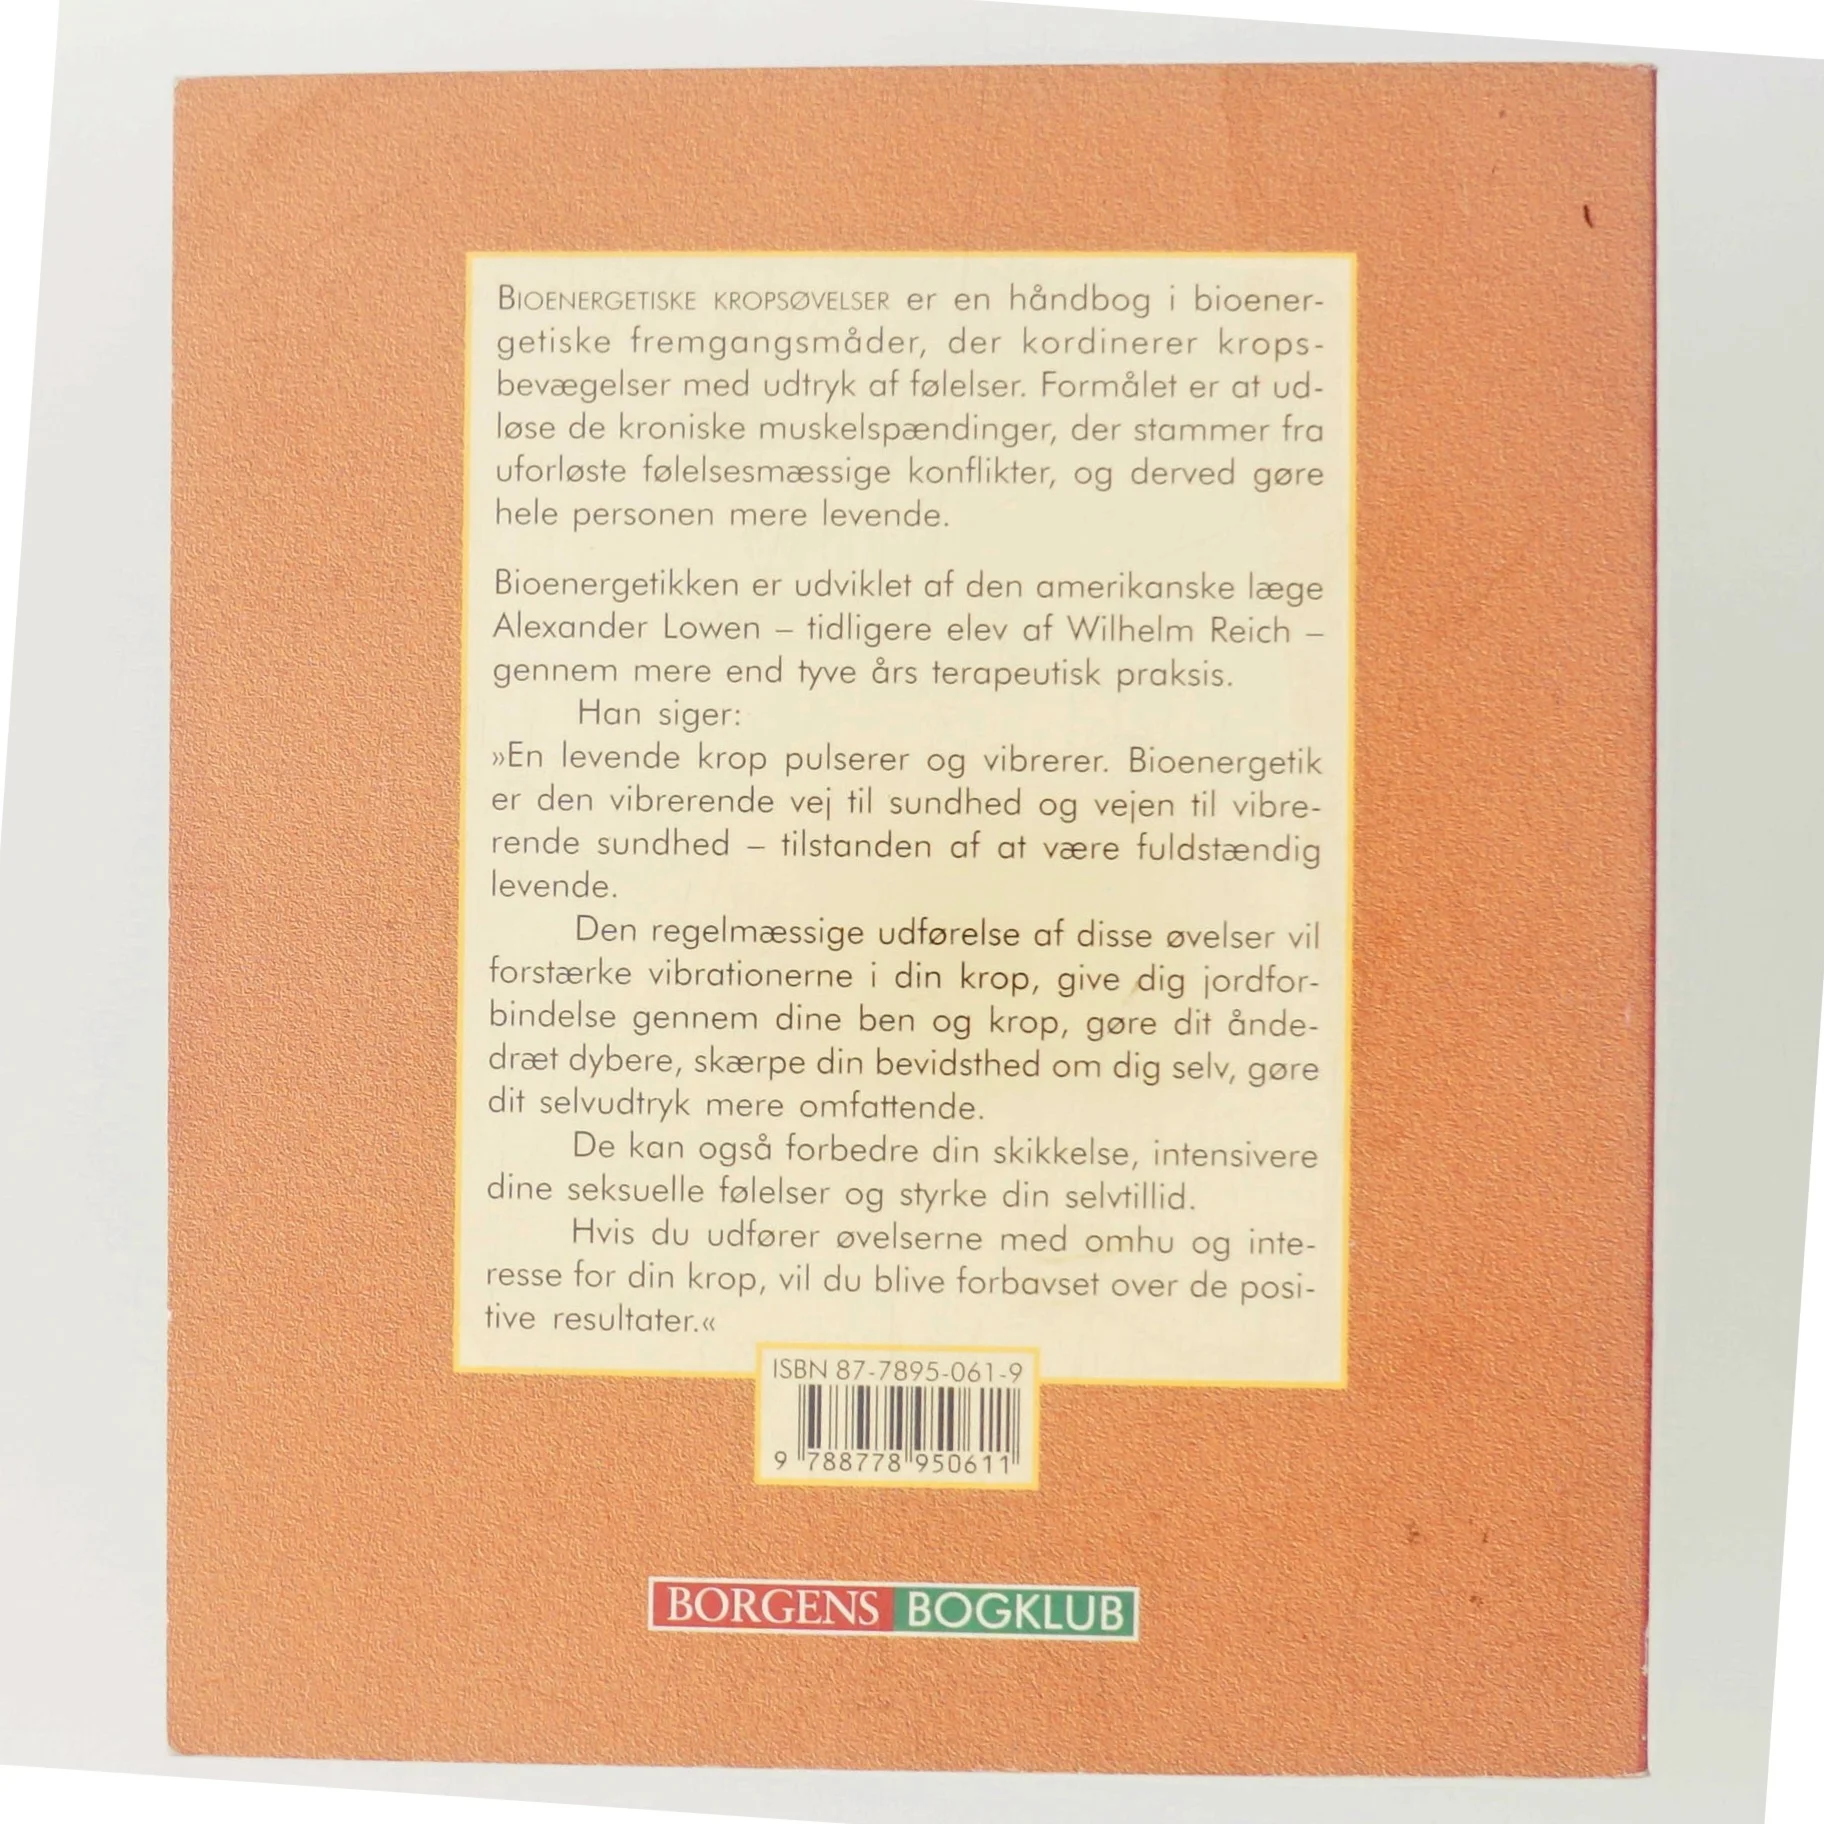 BIOENERGETISKE KROPSØVELSER er en håndbog i bioener-
getiske fremgangsmåder, der kordinerer krops-
bevægelser med udtryk af følelser. Formålet er at ud-
løse de kroniske muskelspændinger, der stammer fra
uforløste følelsesmæssige konflikter, og derved gøre
hele personen mere levende.
Bioenergetikken er udviklet af den amerikanske læge
Alexander Lowen – tidligere elev af Wilhelm Reich –
gennem mere end tyve års terapeutisk praksis.
Han siger:
»En levende krop pulserer og vibrerer. Bioenergetik
er den vibrerende vej til sundhed og vejen til vibre-
rende sundhed – tilstanden af at være fuldstændig
levende.
Den regelmæssige udførelse af disse øvelser vil
forstærke vibrationerne i din krop, give dig jordfor-
bindelse gennem dine ben og krop, gøre dit ånde-
dræt dybere, skærpe din bevidsthed om dig selv, gøre
dit selvudtryk mere omfattende.
De kan også forbedre din skikkelse, intensivere
dine seksuelle følelser og styrke din selvtillid.
Hvis du udfører øvelserne med omhu og inte-
resse for din krop, vil du blive forbavset over de posi-
tive resultater.«
ISBN 87-7895-061-9
9 788778 950611
BORGENS BOGKLUB